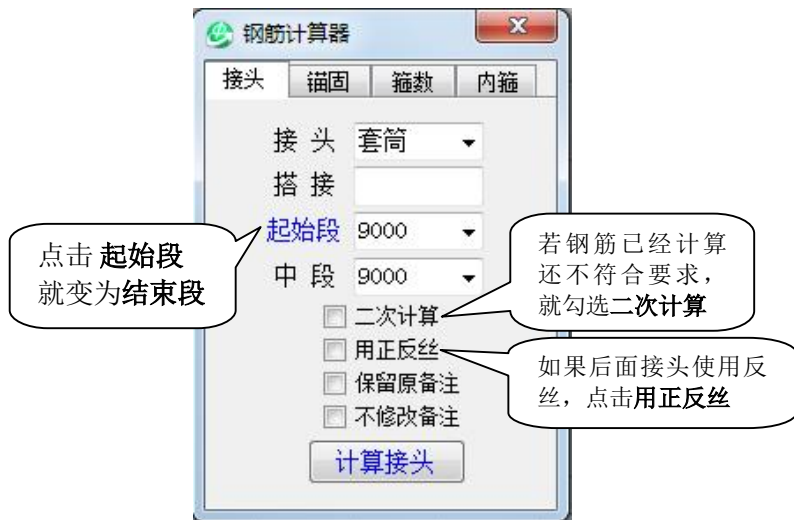 钢筋计算器
接头 锚固 箍数 内箍
接 头 套筒
搭 接
起始段 9000
中 段 9000
二次计算
用正反丝
保留原备注
不修改备注
计算接头
点击 起始段
就变为结束段
若钢筋已经计算
还不符合要求，
就勾选二次计算
如果后面接头使用反
丝，点击用正反丝